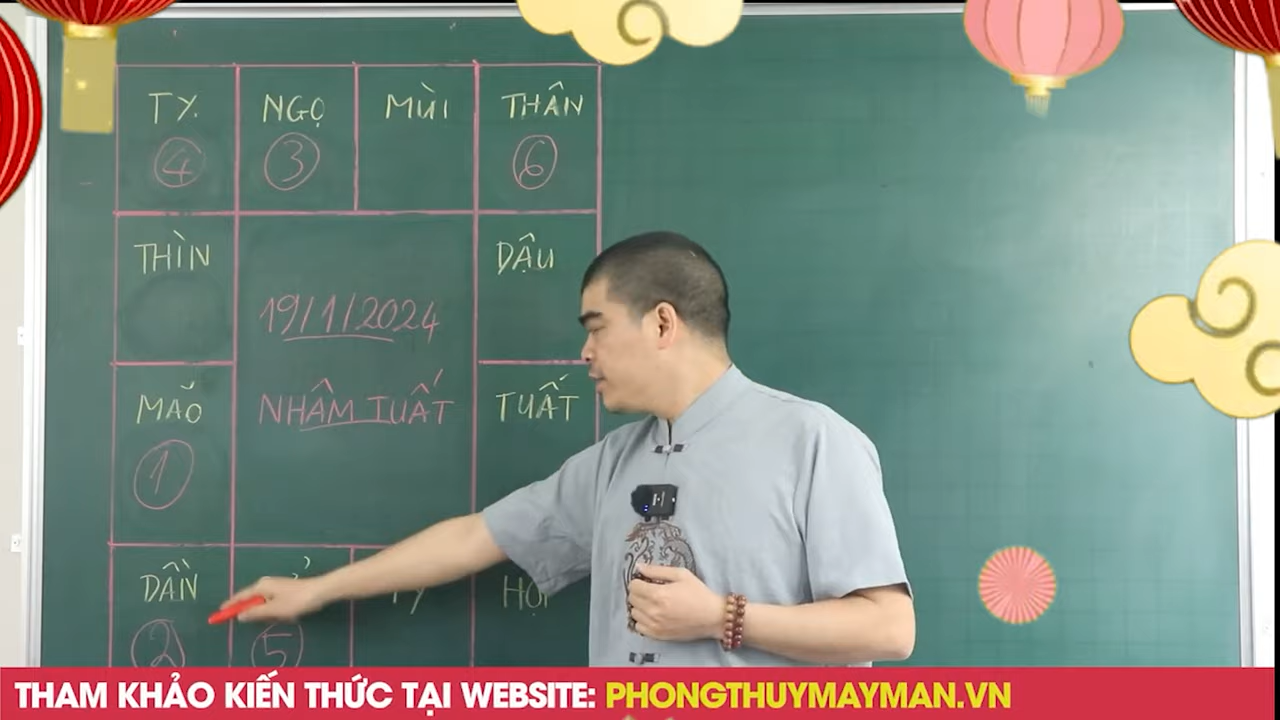 TỴ NGỌ MÙI THÂN
4 3 6
THÌN DẬU
19/1/2024
MÃO NHÂM TUẤT TUẤT
1
DẦN HỢI
2 5
THAM KHẢO KIẾN THỨC TẠI WEBSITE: PHONGTHUYMAYMAN.VN